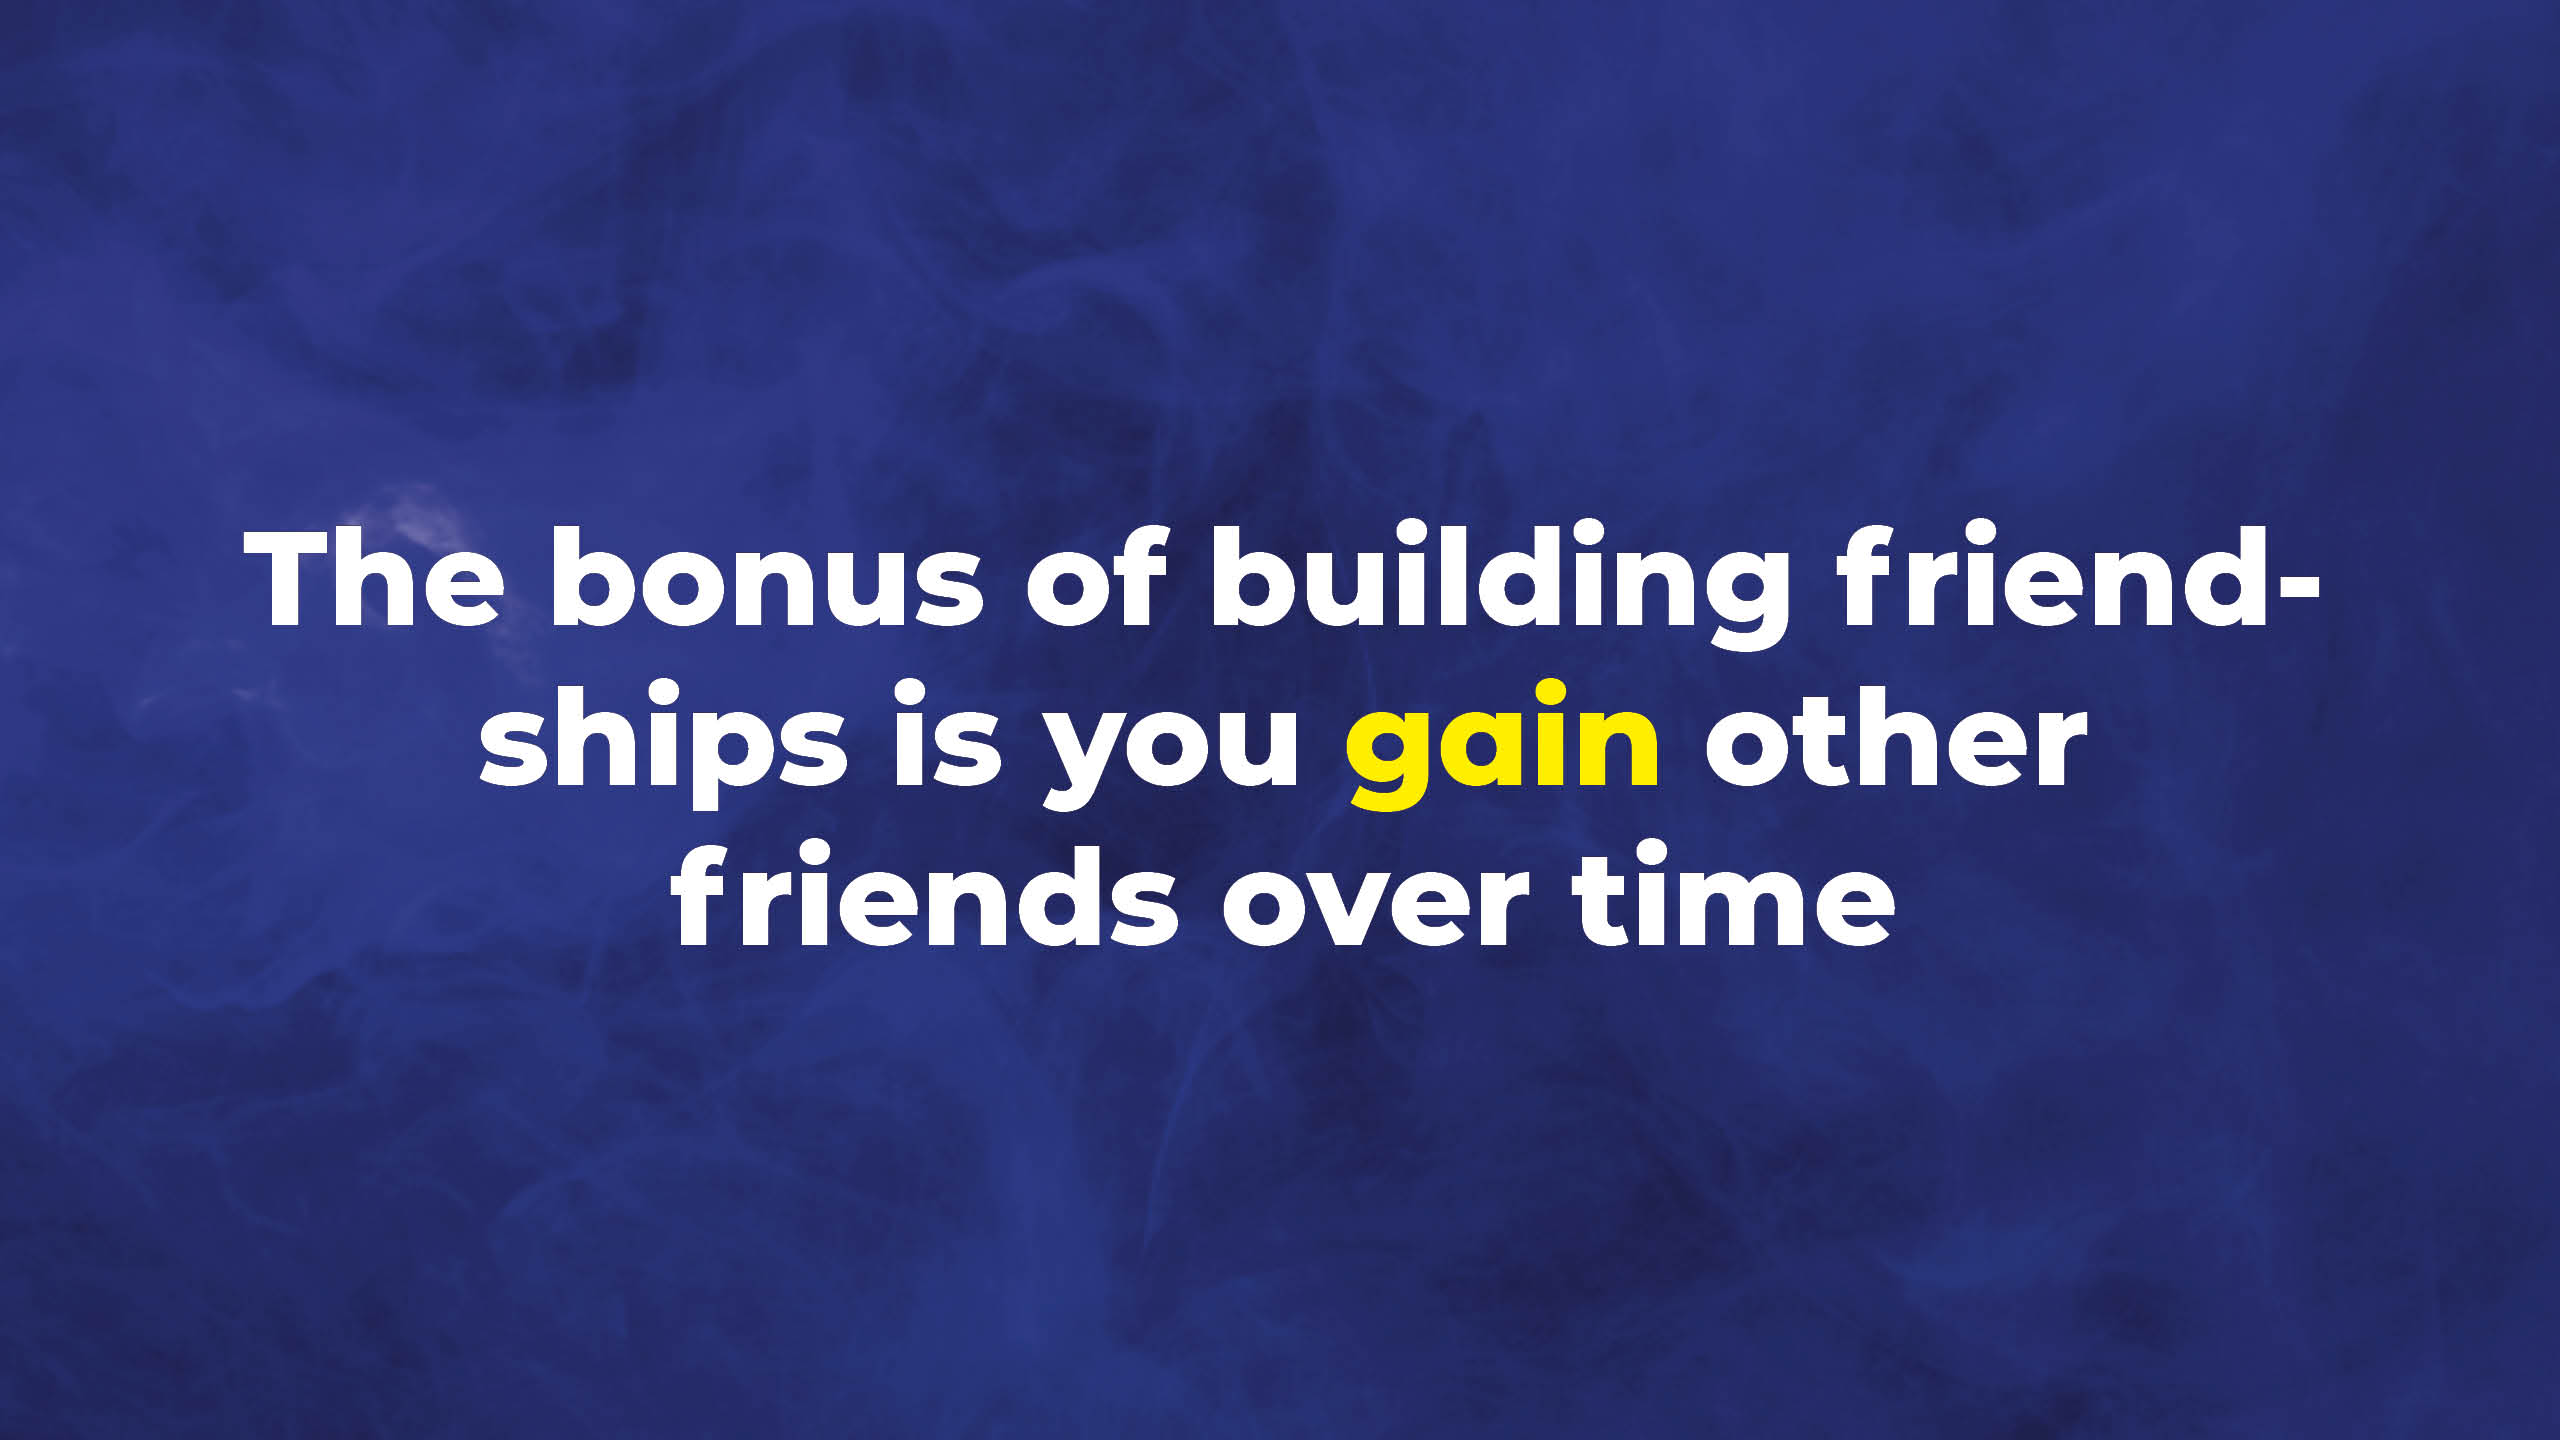 The bonus of building friend-
ships is you gain other
friends over time